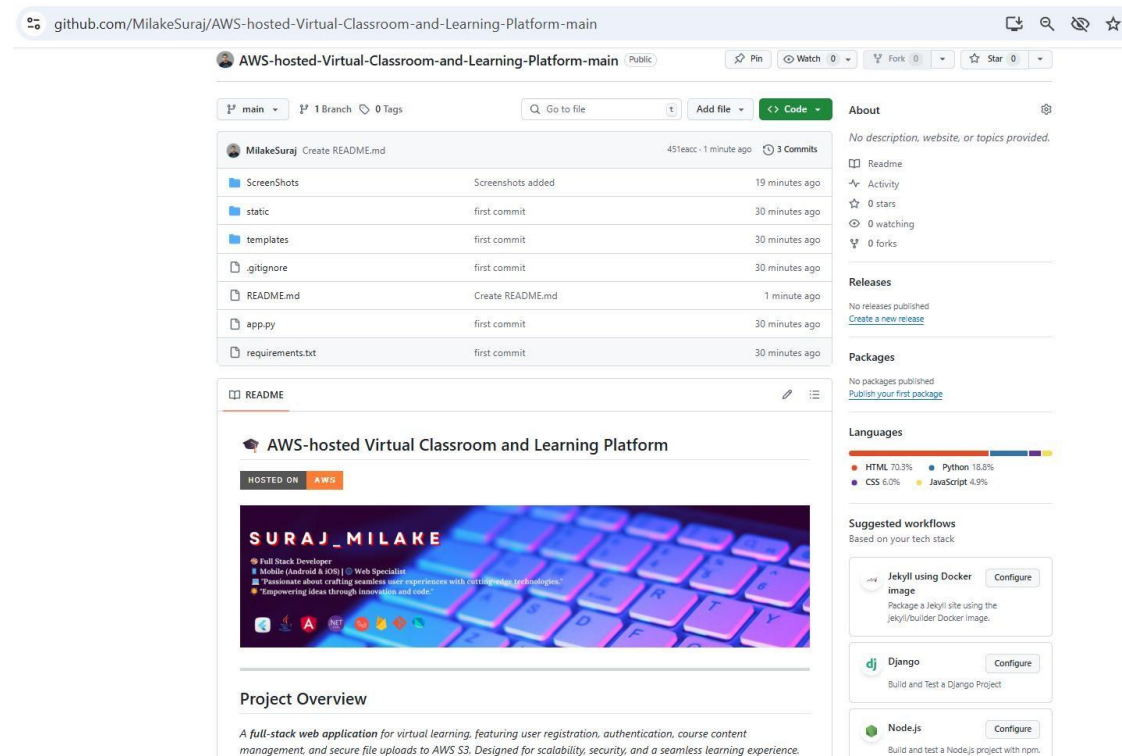 github.com/MilakeSuraj/AWS-hosted-Virtual-Classroom-and-Learning-Platform-main
AWS-hosted-Virtual-Classroom-and-Learning-Platform-main Public
Pin Watch 0 Fork 0 Star 0
main 1 Branch 0 Tags Go to file t Add file <> Code
MilakeSuraj Create README.md 451eacc · 1 minute ago 3 Commits
ScreenShots Screenshots added 19 minutes ago
static first commit 30 minutes ago
templates first commit 30 minutes ago
.gitignore first commit 30 minutes ago
README.md Create README.md 1 minute ago
app.py first commit 30 minutes ago
requirements.txt first commit 30 minutes ago
README
AWS-hosted Virtual Classroom and Learning Platform
HOSTED ON AWS
SURAJ_MILAKE
Full Stack Developer
Mobile (Android & iOS) | Web Specialist
"Passionate about crafting seamless user experiences with cutting-edge technologies."
"Empowering ideas through innovation and code."
Project Overview
A full-stack web application for virtual learning, featuring user registration, authentication, course content
management, and secure file uploads to AWS S3. Designed for scalability, security, and a seamless learning experience.
About
No description, website, or topics provided.
Readme
Activity
0 stars
0 watching
0 forks
Releases
No releases published
Create a new release
Packages
No packages published
Publish your first package
Languages
HTML 70.3% Python 18.8%
CSS 6.0% JavaScript 4.9%
Suggested workflows
Based on your tech stack
Jekyll using Docker image Configure
Package a Jekyll site using the
jekyll/builder Docker image.
dj Django Configure
Build and Test a Django Project
Node.js Configure
Build and test a Node.js project with npm.